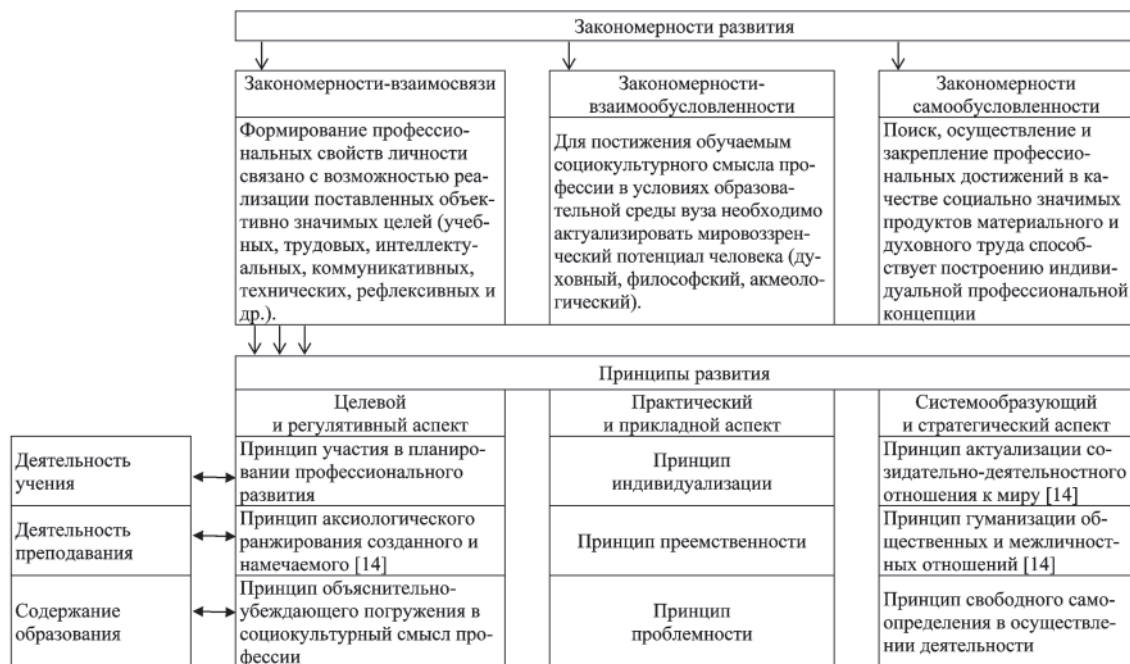 Закономерности развития
Закономерности-взаимосвязи
Формирование профессио-
нальных свойств личности
связано с возможностью реа-
лизации поставленных объек-
тивно значимых целей (учеб-
ных, трудовых, интеллекту-
альных, коммуникативных,
технических, рефлексивных и
др.).
Закономерности-
взаимообусловленности
Для постижения обучаемым
социокультурного смысла про-
фессии в условиях образова-
тельной среды вуза необходимо
актуализировать мировоззрен-
ческий потенциал человека (ду-
ховный, философский, акмеоло-
гический).
Закономерности
самообусловленности
Поиск, осуществление и
закрепление профессио-
нальных достижений в ка-
честве социально значимых
продуктов материального и
духовного труда способ-
ствует построению индиви-
дуальной профессиональной
концепции
Принципы развития
Целевой
и регулятивный аспект
Практический
и прикладной аспект
Системообразующий
и стратегический аспект
Деятельность
учения
Принцип участия в планиро-
вании профессионального
развития
Принцип
индивидуализации
Принцип актуализации со-
зидательно-деятельностного
отношения к миру [14]
Деятельность
преподавания
Принцип аксиологического
ранжирования созданного и
намечаемого [14]
Принцип преемственности
Принцип гуманизации об-
щественных и межличност-
ных отношений [14]
Содержание
образования
Принцип объяснительно-
убеждающего погружения в
социокультурный смысл про-
фессии
Принцип
проблемности
Принцип свободного само-
определения в осуществле-
нии деятельности